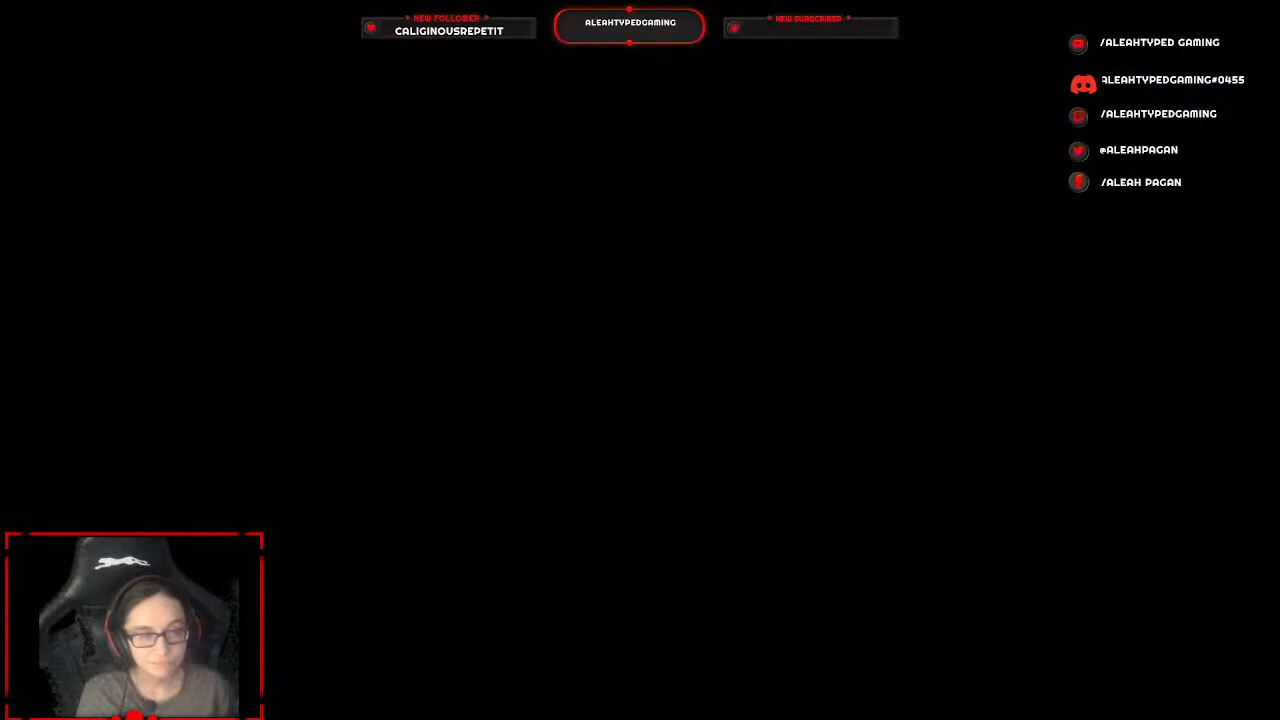 NEW FOLLOWER
CALIGINOUSREPETIT
ALEAHTYPEDGAMING
NEW SUBSCRIBER
/ALEAHTYPED GAMING
ALEAHTYPEDGAMING#0455
/ALEAHTYPEDGAMING
@ALEAHPAGAN
/ALEAH PAGAN